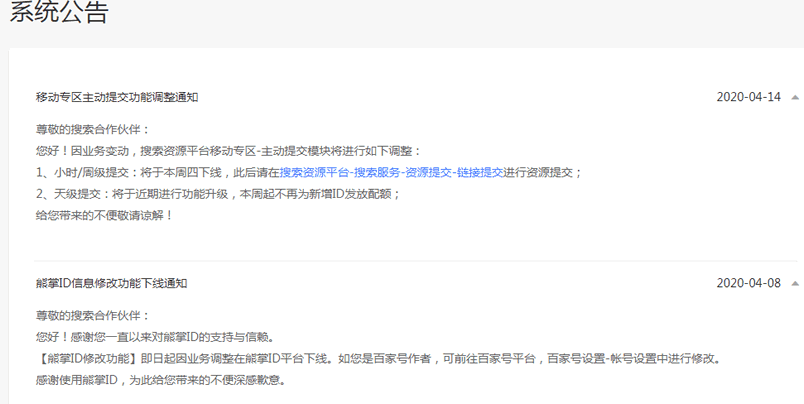 系统公告
移动专区主动提交功能调整通知 2020-04-14
尊敬的搜索合作伙伴：
您好！因业务变动，搜索资源平台移动专区-主动提交模块将进行如下调整：
1、小时/周级提交：将于本周四下线，此后请在搜索资源平台-搜索服务-资源提交-链接提交进行资源提交；
2、天级提交：将于近期进行功能升级，本周起不再为新增ID发放配额；
给您带来的不便敬请谅解！
熊掌ID信息修改功能下线通知 2020-04-08
尊敬的搜索合作伙伴：
您好！感谢您一直以来对熊掌ID的支持与信赖。
【熊掌ID修改功能】即日起因业务调整在熊掌ID平台下线。如您是百家号作者，可前往百家号平台，百家号设置-帐号设置中进行修改。
感谢使用熊掌ID，为此给您带来的不便深感歉意。